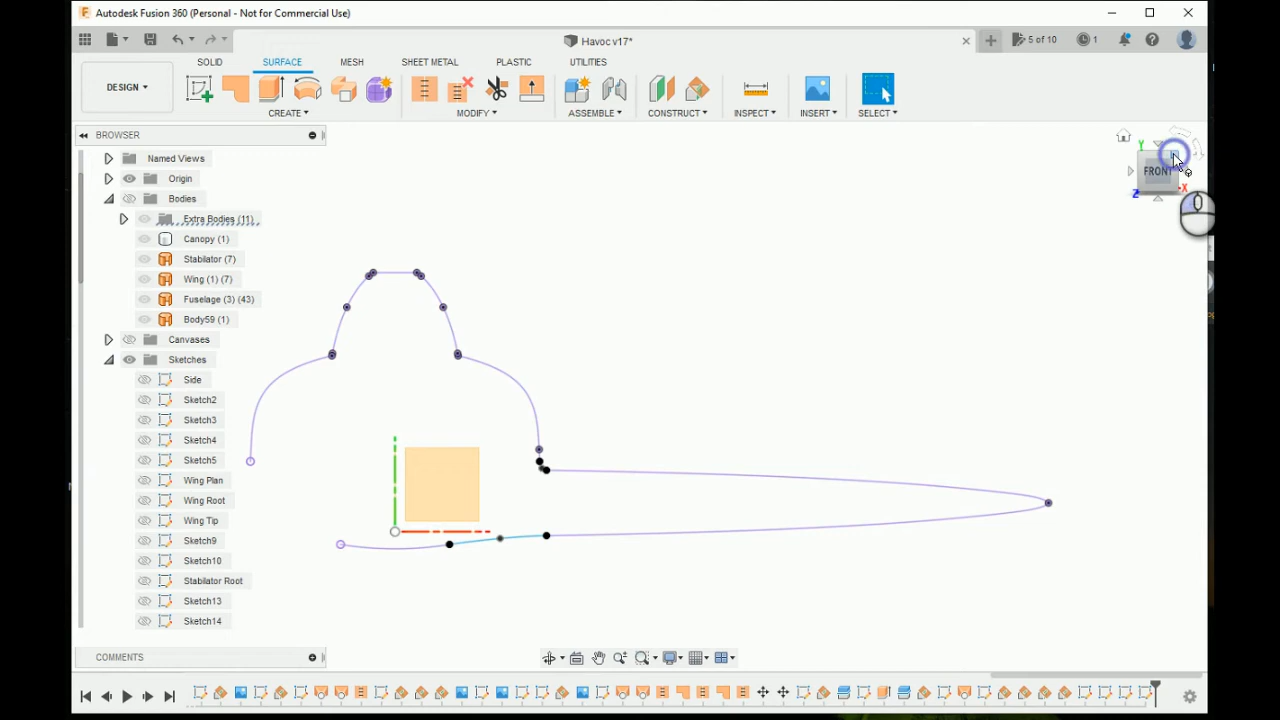 Autodesk Fusion 360 (Personal - Not for Commercial Use)
Havoc v17*
5 of 10
1
SOLID SURFACE MESH SHEET METAL PLASTIC UTILITIES
DESIGN
CREATE MODIFY ASSEMBLE CONSTRUCT INSPECT INSERT SELECT
BROWSER
Named Views
Origin
Bodies
Extra Bodies (11)
Canopy (1)
Stabilator (7)
Wing (1) (7)
Fuselage (3) (43)
Body59 (1)
Canvases
Sketches
Side
Sketch2
Sketch3
Sketch4
Sketch5
Wing Plan
Wing Root
Wing Tip
Sketch9
Sketch10
Stabilator Root
Sketch13
Sketch14
COMMENTS
Y
FRONT
X
Z